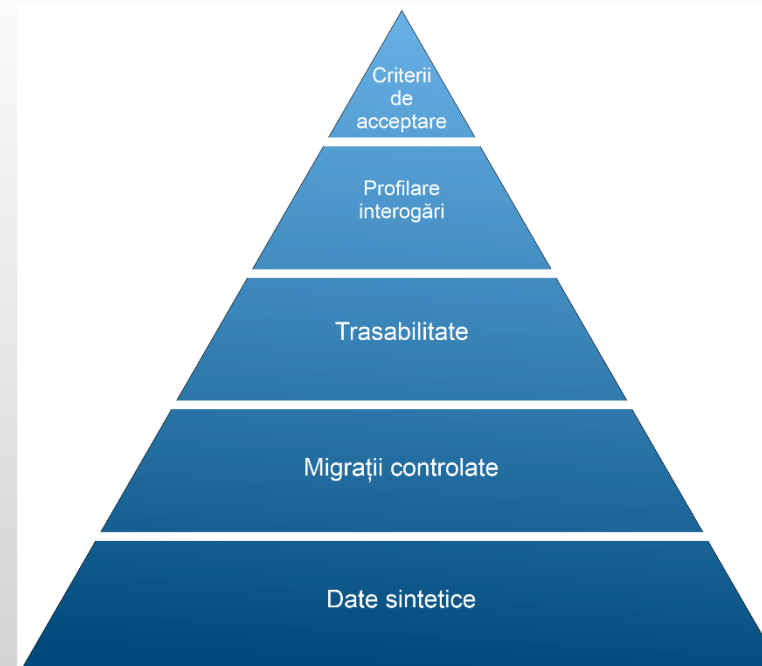 Criterii
de
acceptare
Profilare
interogări
Trasabilitate
Migrații controlate
Date sintetice